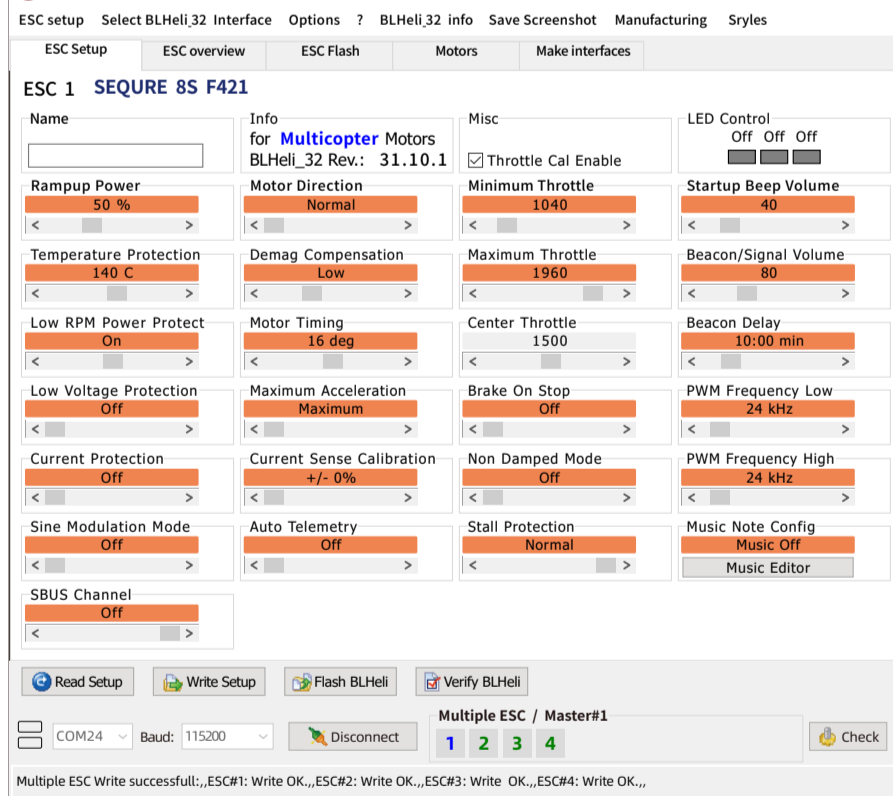 ESC setup Select BLHeli_32 Interface Options ? BLHeli_32 info Save Screenshot Manufacturing Sryles
ESC Setup ESC overview ESC Flash Motors Make interfaces
ESC 1 SEQURE 8S F421
Name Info Misc LED Control
for Multicopter Motors Off Off Off
BLHeli_32 Rev.: 31.10.1 Throttle Cal Enable
Rampup Power Motor Direction Minimum Throttle Startup Beep Volume
50 % Normal 1040 40
< > < > < > < >
Temperature Protection Demag Compensation Maximum Throttle Beacon/Signal Volume
140 C Low 1960 80
< > < > < > < >
Low RPM Power Protect Motor Timing Center Throttle Beacon Delay
On 16 deg 1500 10:00 min
< > < > < > < >
Low Voltage Protection Maximum Acceleration Brake On Stop PWM Frequency Low
Off Maximum Off 24 kHz
< > < > < > < >
Current Protection Current Sense Calibration Non Damped Mode PWM Frequency High
Off +/- 0% Off 24 kHz
< > < > < > < >
Sine Modulation Mode Auto Telemetry Stall Protection Music Note Config
Off Off Normal Music Off
< > < > < > Music Editor
SBUS Channel
Off
< >
Read Setup Write Setup Flash BLHeli Verify BLHeli
Multiple ESC / Master#1
COM24 Baud: 115200 Disconnect 1 2 3 4 Check
Multiple ESC Write successfull:,,ESC#1: Write OK.,,ESC#2: Write OK.,,ESC#3: Write OK.,,ESC#4: Write OK.,,